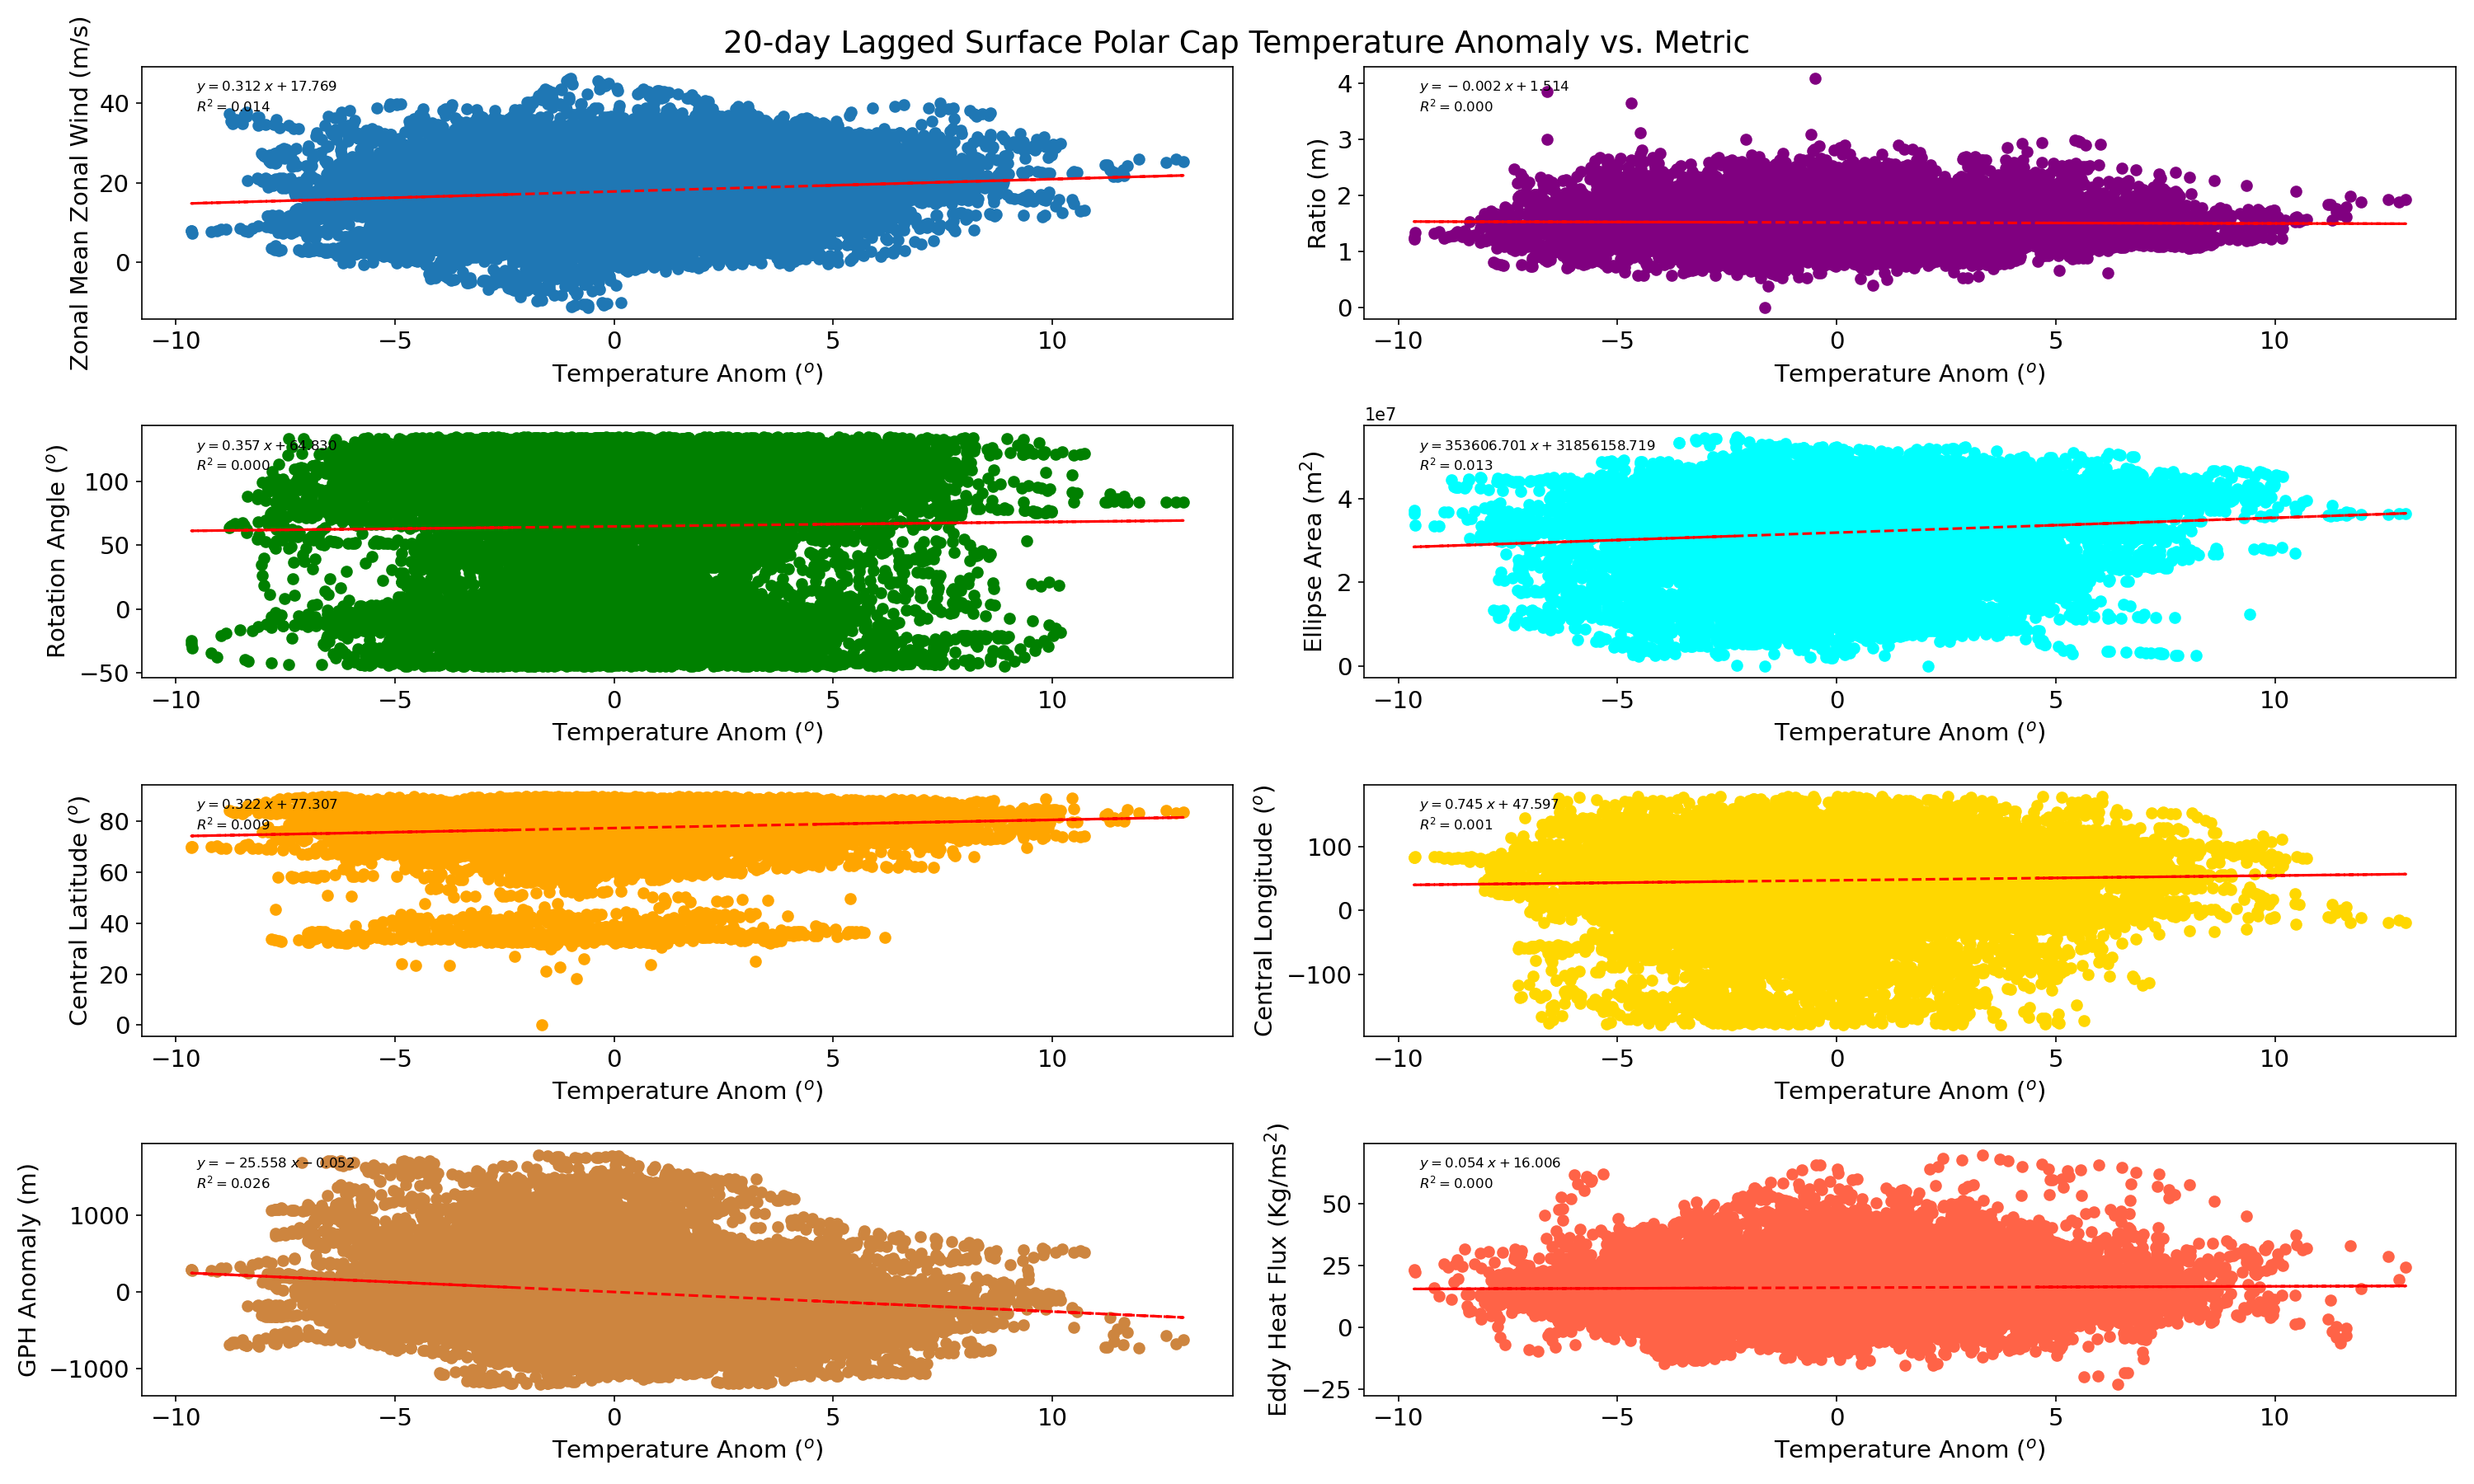 20-day Lagged Surface Polar Cap Temperature Anomaly vs. Metric
Zonal Mean Zonal Wind (m/s)
40
20
0
y = 0.312 x + 17.769
R² = 0.014
−10 −5 0 5 10
Temperature Anom (°)
Ratio (m)
4
3
2
1
0
y = −0.002 x + 1.514
R² = 0.000
−10 −5 0 5 10
Temperature Anom (°)
Rotation Angle (°)
100
50
0
−50
y = 0.357 x + 64.830
R² = 0.000
−10 −5 0 5 10
Temperature Anom (°)
1e7
Ellipse Area (m²)
4
2
0
y = 353606.701 x + 31856158.719
R² = 0.013
−10 −5 0 5 10
Temperature Anom (°)
Central Latitude (°)
80
60
40
20
0
y = 0.322 x + 77.307
R² = 0.009
−10 −5 0 5 10
Temperature Anom (°)
Central Longitude (°)
100
0
−100
y = 0.745 x + 47.597
R² = 0.001
−10 −5 0 5 10
Temperature Anom (°)
GPH Anomaly (m)
1000
0
−1000
y = −25.558 x − 0.052
R² = 0.026
−10 −5 0 5 10
Temperature Anom (°)
Eddy Heat Flux (Kg/ms²)
50
25
0
−25
y = 0.054 x + 16.006
R² = 0.000
−10 −5 0 5 10
Temperature Anom (°)